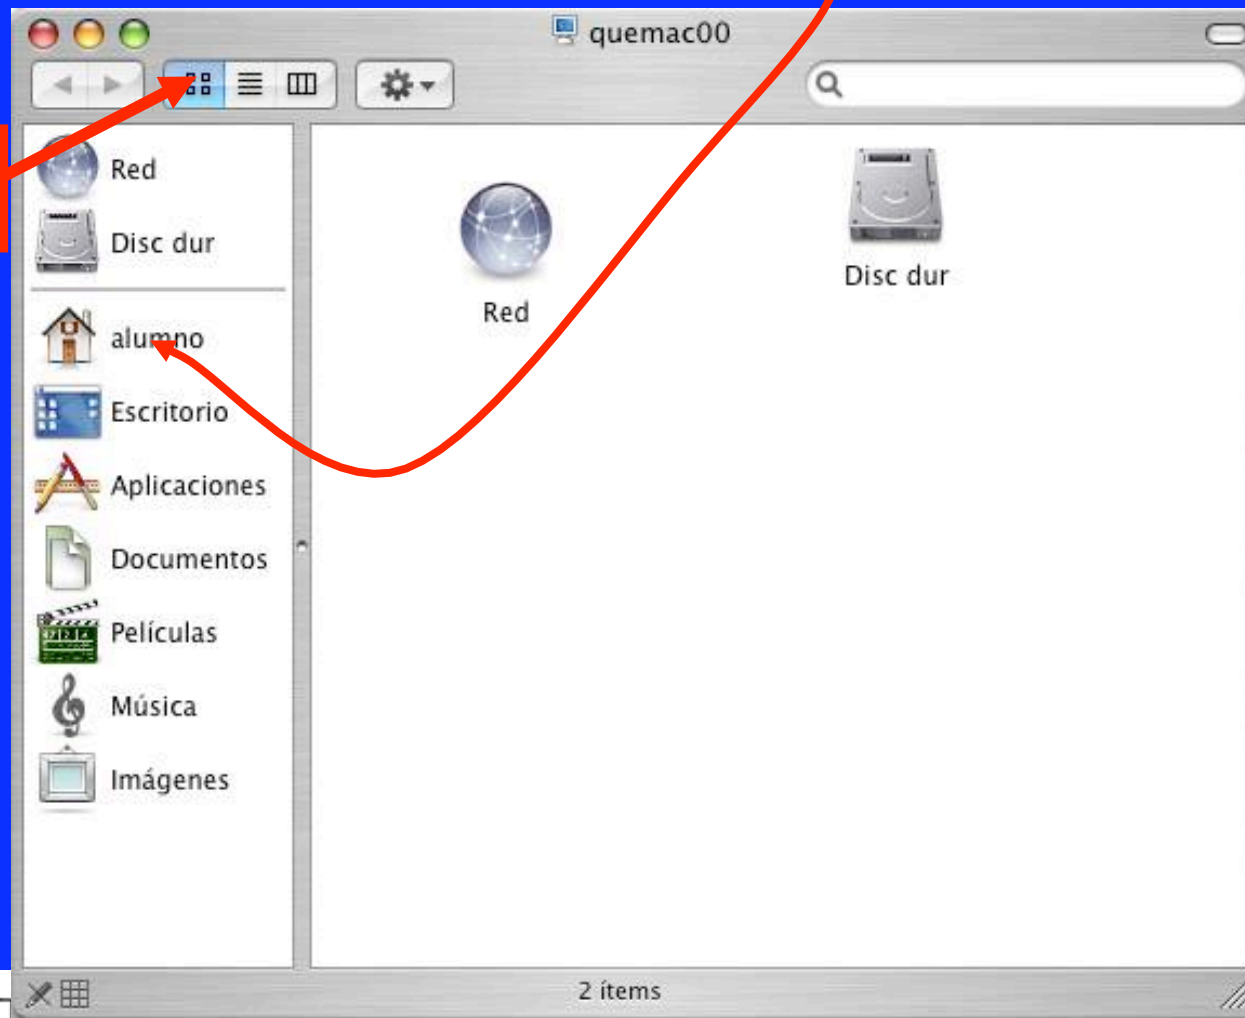 quemac00
Red
Disc dur
alumno
Escritorio
Aplicaciones
Documentos
Películas
Música
Imágenes
Red
Disc dur
2 ítems